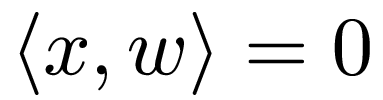 ⟨x, w⟩ = 0